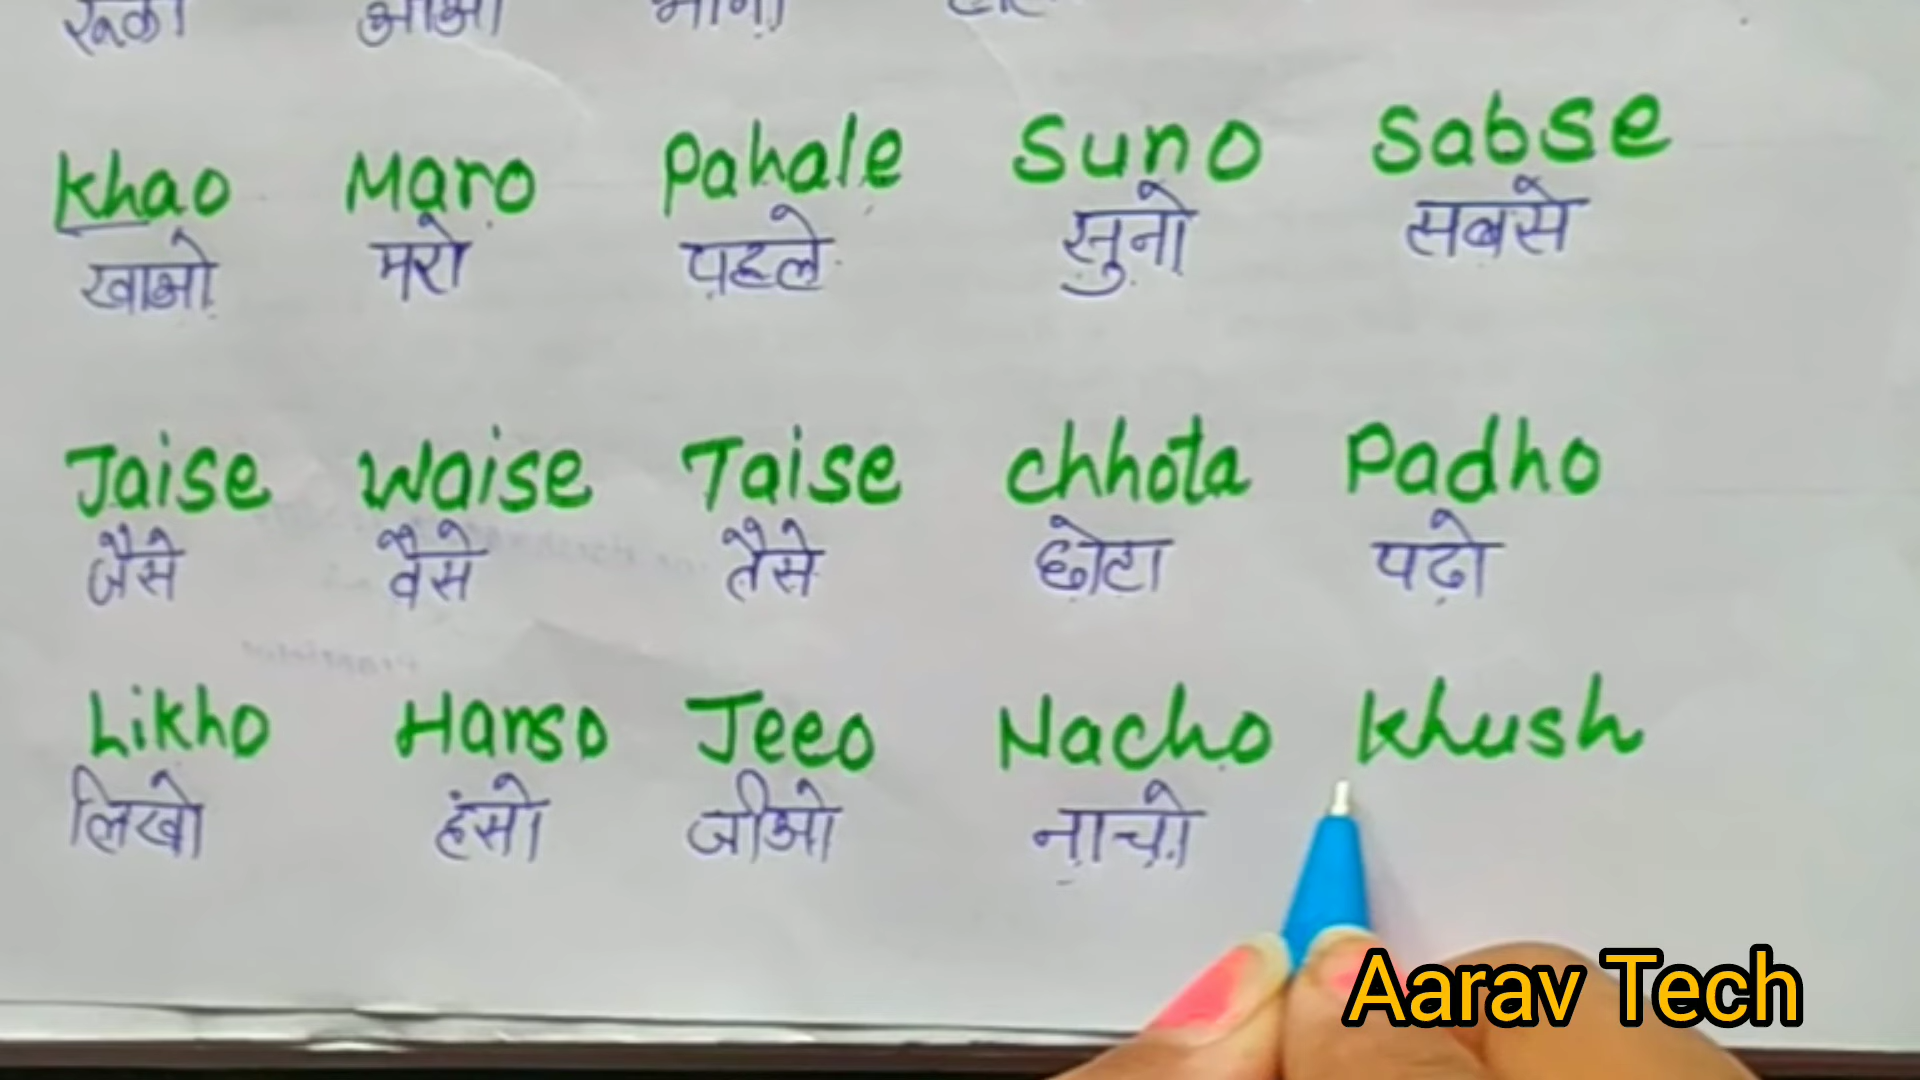 Khao Maro Pahale Suno Sabse
खाओ मरो पहले सुनो सबसे
Jaise Waise Taise Chhota Padho
जैसे वैसे तैसे छोटा पढो
Likho Hanso Jeeo Nacho Khush
लिखो हंसो जीओ नाचो
Aarav Tech